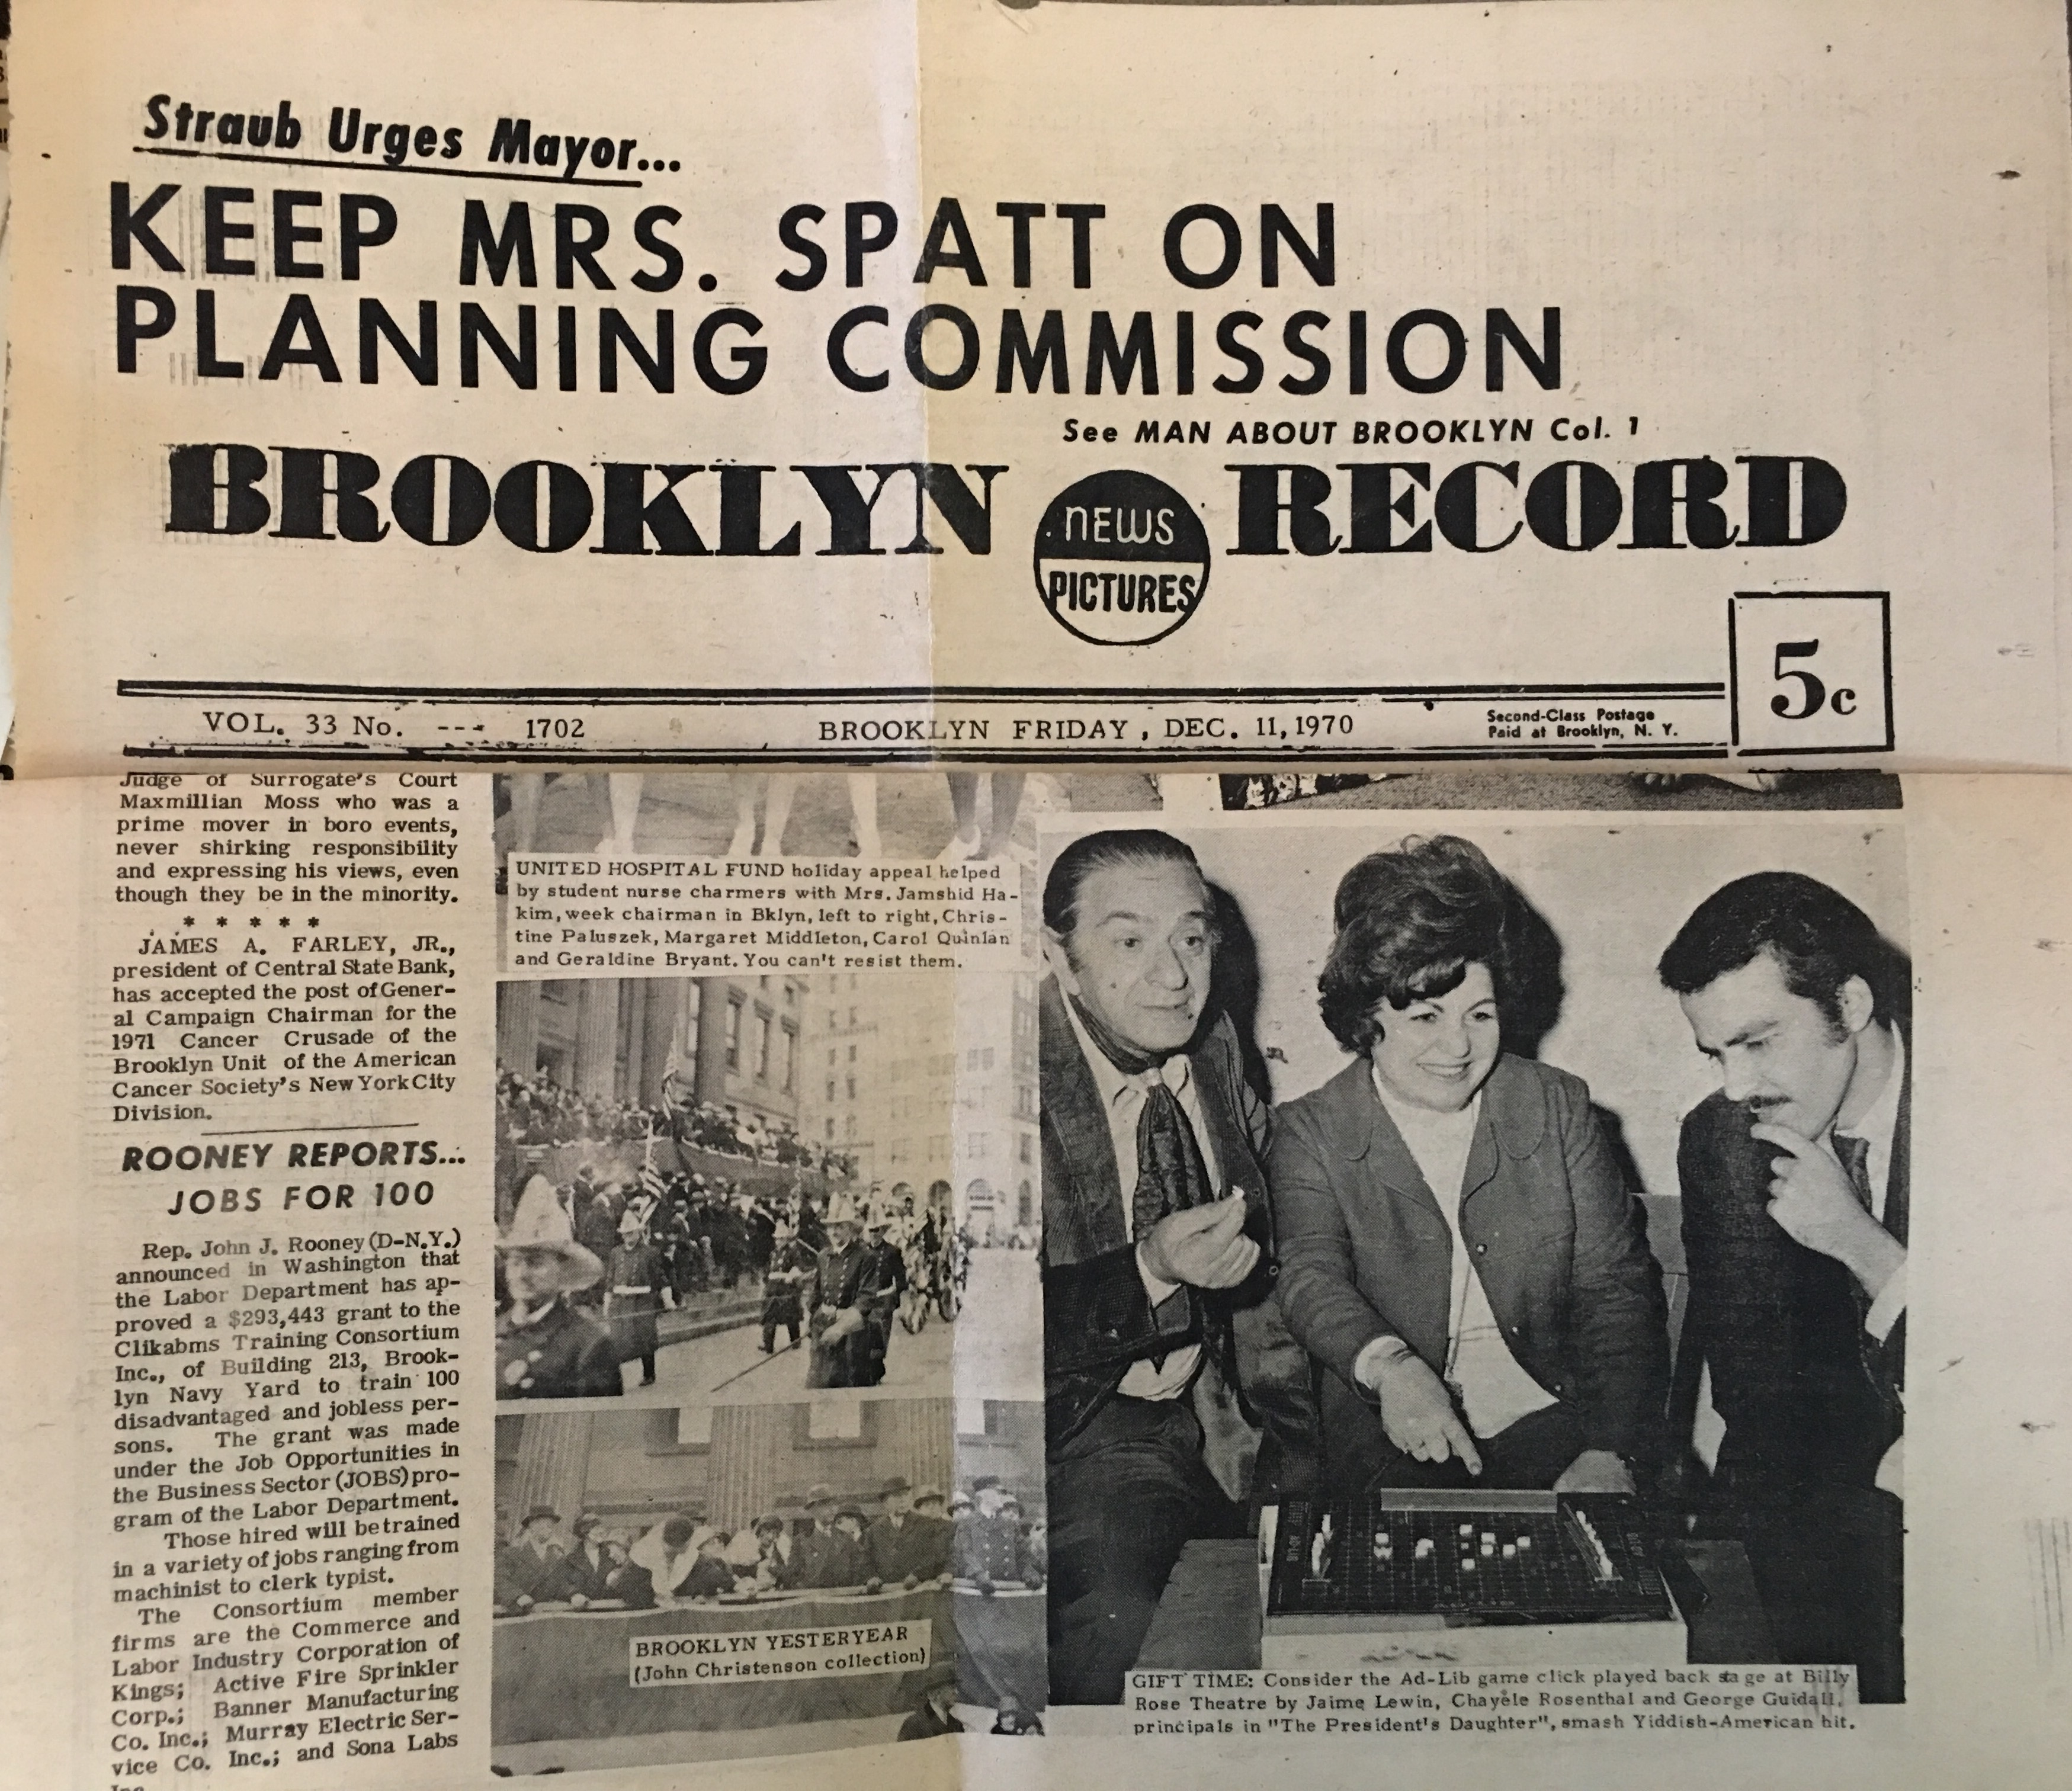 Straub Urges Mayor...
KEEP MRS. SPATT ON
PLANNING COMMISSION
See MAN ABOUT BROOKLYN Col. 1
BROOKLYN NEWS PICTURES RECORD
5c
VOL. 33 No. --- 1702 BROOKLYN FRIDAY, DEC. 11, 1970
Second-Class Postage
Paid at Brooklyn, N. Y.
Judge of Surrogate's Court
Maxmillian Moss who was a
prime mover in boro events,
never shirking responsibility
and expressing his views, even
though they be in the minority.
* * * * *
JAMES A. FARLEY, JR.,
president of Central State Bank,
has accepted the post of Gener-
al Campaign Chairman for the
1971 Cancer Crusade of the
Brooklyn Unit of the American
Cancer Society's New York City
Division.
ROONEY REPORTS...
JOBS FOR 100
Rep. John J. Rooney (D-N.Y.)
announced in Washington that
the Labor Department has ap-
proved a $293,443 grant to the
Clikabms Training Consortium
Inc., of Building 213, Brook-
lyn Navy Yard to train 100
disadvantaged and jobless per-
sons. The grant was made
under the Job Opportunities in
the Business Sector (JOBS) pro-
gram of the Labor Department.
Those hired will be trained
in a variety of jobs ranging from
machinist to clerk typist.
The Consortium member
firms are the Commerce and
Labor Industry Corporation of
Kings; Active Fire Sprinkler
Corp.; Banner Manufacturing
Co. Inc.; Murray Electric Ser-
vice Co. Inc.; and Sona Labs
UNITED HOSPITAL FUND holiday appeal helped
by student nurse charmers with Mrs. Jamshid Ha-
kim, week chairman in Bklyn, left to right, Chris-
tine Paluszek, Margaret Middleton, Carol Quinlan
and Geraldine Bryant. You can't resist them.
BROOKLYN YESTERYEAR
(John Christenson collection)
GIFT TIME: Consider the Ad-Lib game click played back stage at Billy
Rose Theatre by Jaime Lewin, Chayele Rosenthal and George Guidall,
principals in "The President's Daughter", smash Yiddish-American hit.